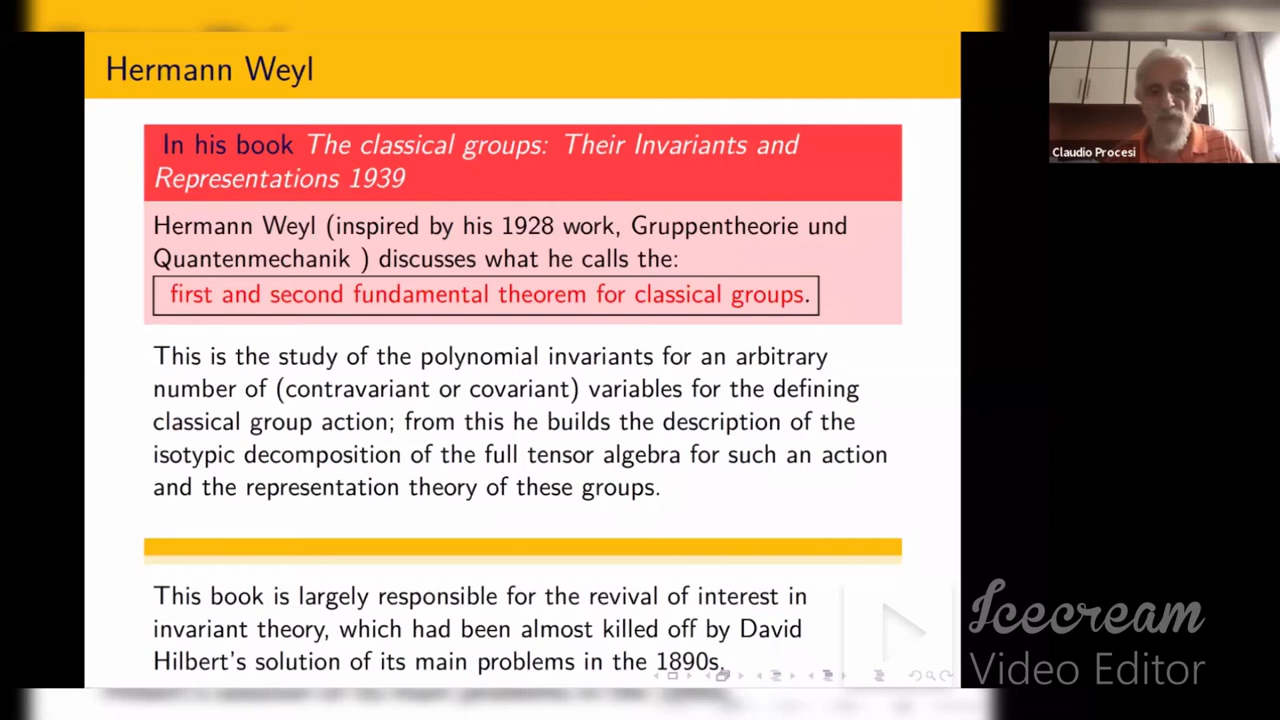 Hermann Weyl
In his book The classical groups: Their Invariants and
Representations 1939
Hermann Weyl (inspired by his 1928 work, Gruppentheorie und
Quantenmechanik ) discusses what he calls the:
first and second fundamental theorem for classical groups.
This is the study of the polynomial invariants for an arbitrary
number of (contravariant or covariant) variables for the defining
classical group action; from this he builds the description of the
isotypic decomposition of the full tensor algebra for such an action
and the representation theory of these groups.
This book is largely responsible for the revival of interest in
invariant theory, which had been almost killed off by David
Hilbert's solution of its main problems in the 1890s.
Claudio Procesi
Icecream
Video Editor